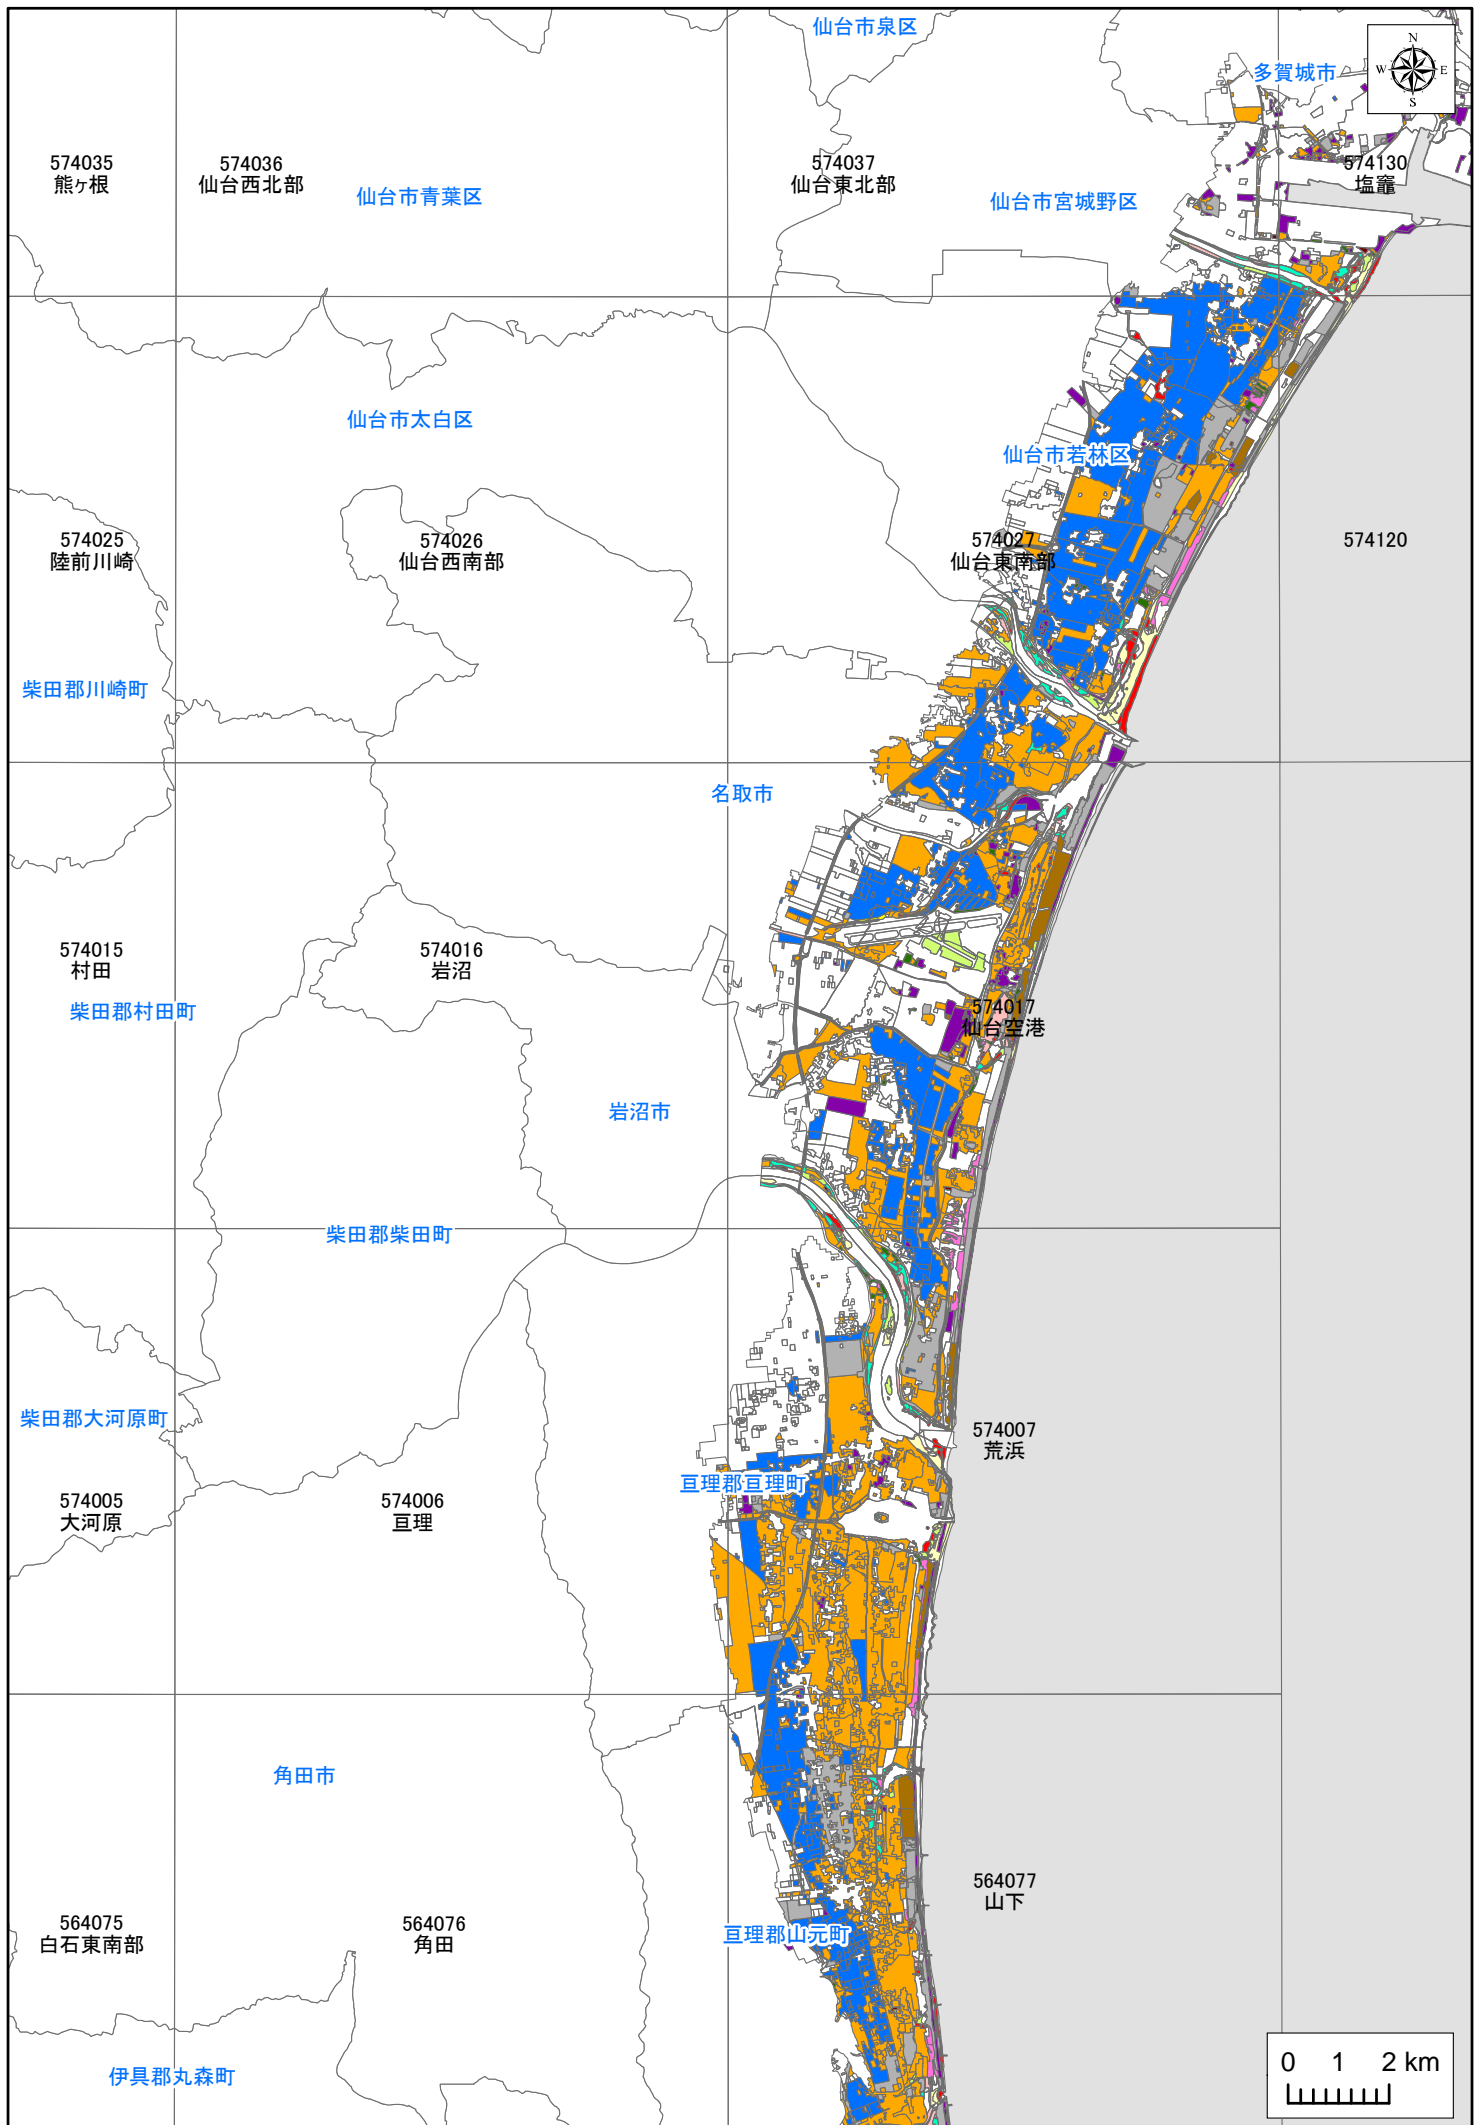 仙台市泉区
多賀城市
N
W
E
S
574035
熊ヶ根
574036
仙台西北部
仙台市青葉区
574037
仙台東北部
仙台市宮城野区
574130
塩竈
仙台市太白区
仙台市若林区
574025
陸前川崎
574026
仙台西南部
574027
仙台東南部
574120
柴田郡川崎町
名取市
574015
村田
574016
岩沼
柴田郡村田町
574017
仙台空港
岩沼市
柴田郡柴田町
柴田郡大河原町
574007
荒浜
亘理郡亘理町
574005
大河原
574006
亘理
角田市
564077
山下
564075
白石東南部
564076
角田
亘理郡山元町
伊具郡丸森町
0 1 2 km